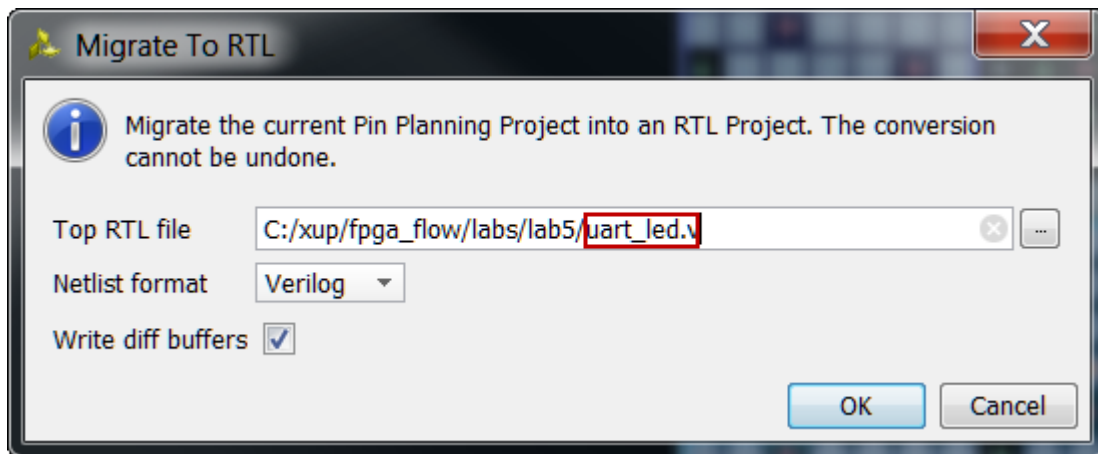 Migrate To RTL
Migrate the current Pin Planning Project into an RTL Project. The conversion
cannot be undone.
Top RTL file C:/xup/fpga_flow/labs/lab5/uart_led.v ...
Netlist format Verilog
Write diff buffers
OK Cancel